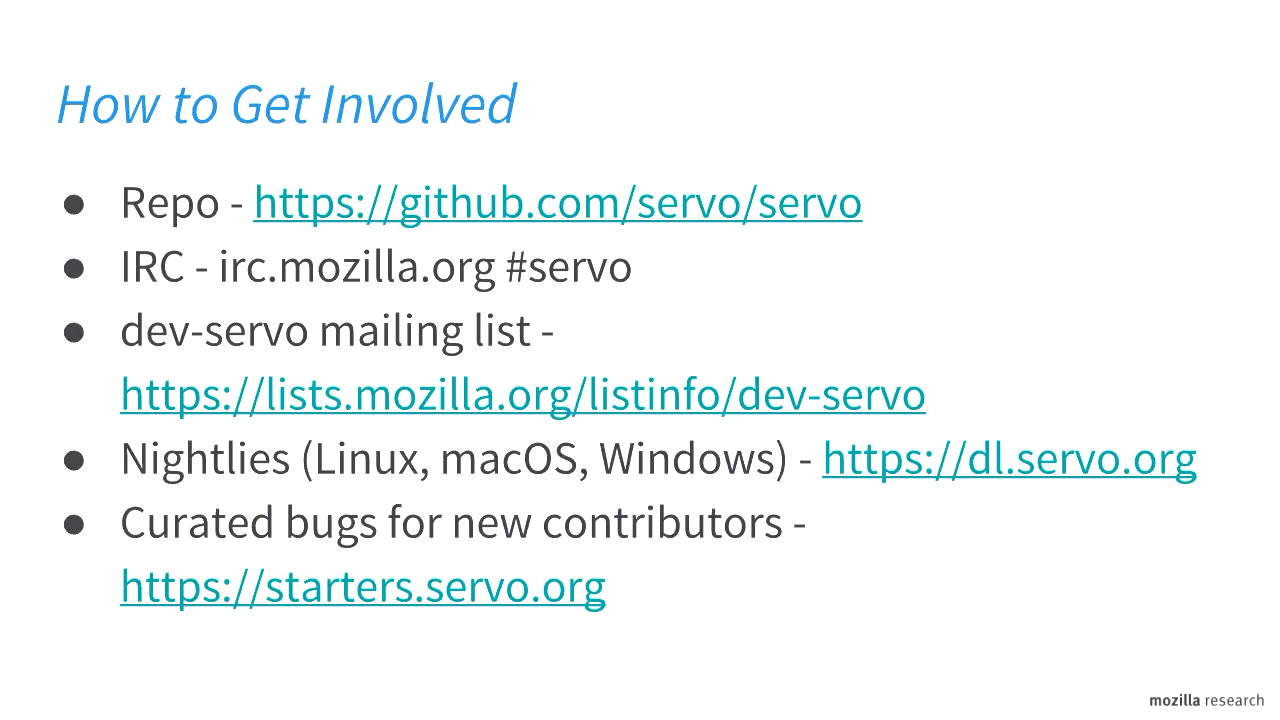 How to Get Involved
● Repo - https://github.com/servo/servo
● IRC - irc.mozilla.org #servo
● dev-servo mailing list -
https://lists.mozilla.org/listinfo/dev-servo
● Nightlies (Linux, macOS, Windows) - https://dl.servo.org
● Curated bugs for new contributors -
https://starters.servo.org
mozilla research